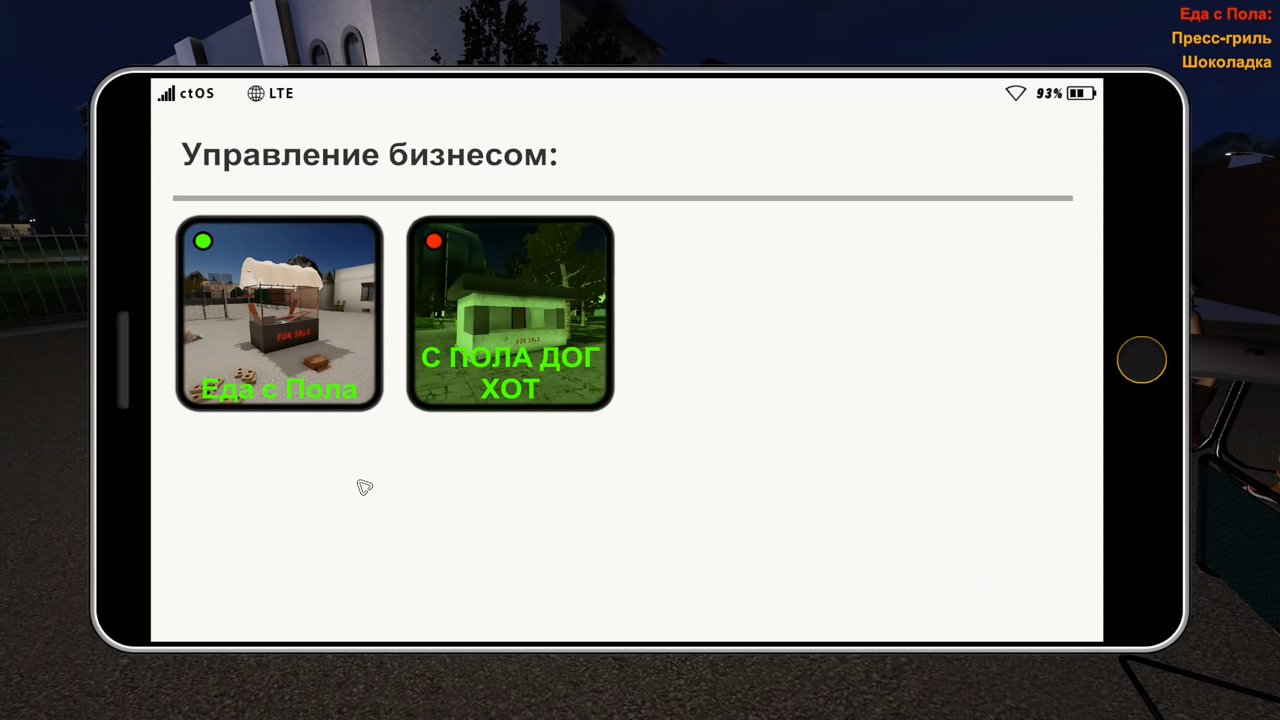 Еда с Пола:
Пресс-гриль
Шоколадка
ctOS
LTE
93%
Управление бизнесом:
FOR SALE
Еда с Пола
FOR SALE
С ПОЛА ДОГ
ХОТ